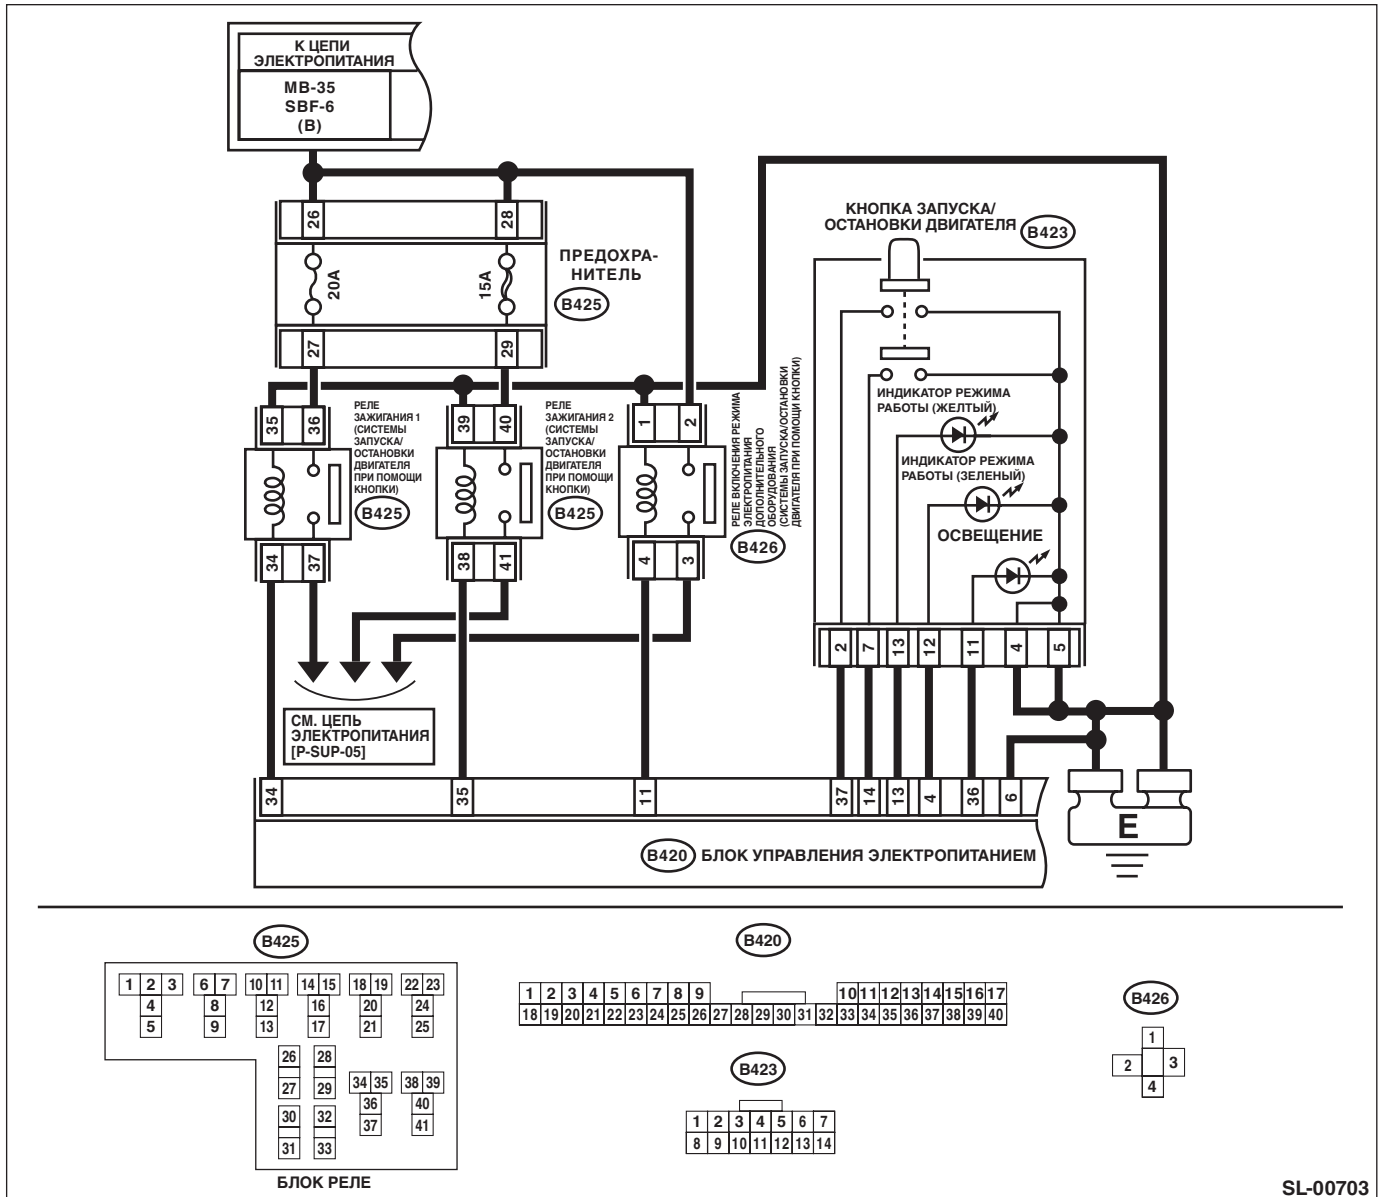 К ЦЕПИ
ЭЛЕКТРОПИТАНИЯ
MB-35
SBF-6
(B)
26
28
20A
15A
ПРЕДОХРА-
НИТЕЛЬ
B425
27
29
КНОПКА ЗАПУСКА/
ОСТАНОВКИ ДВИГАТЕЛЯ
B423
35
36
РЕЛЕ
ЗАЖИГАНИЯ 1
(СИСТЕМЫ
ЗАПУСКА/
ОСТАНОВКИ
ДВИГАТЕЛЯ
ПРИ ПОМОЩИ
КНОПКИ)
B425
34
37
39
40
РЕЛЕ
ЗАЖИГАНИЯ 2
(СИСТЕМЫ
ЗАПУСКА/
ОСТАНОВКИ
ДВИГАТЕЛЯ
ПРИ ПОМОЩИ
КНОПКИ)
B425
38
41
1
2
РЕЛЕ ВКЛЮЧЕНИЯ РЕЖИМА
ЭЛЕКТРОПИТАНИЯ
ДОПОЛНИТЕЛЬНОГО
ОБОРУДОВАНИЯ
(СИСТЕМЫ ЗАПУСКА/ОСТАНОВКИ
ДВИГАТЕЛЯ ПРИ ПОМОЩИ КНОПКИ)
B426
4
3
ИНДИКАТОР РЕЖИМА
РАБОТЫ (ЖЕЛТЫЙ)
ИНДИКАТОР РЕЖИМА
РАБОТЫ (ЗЕЛЕНЫЙ)
ОСВЕЩЕНИЕ
2 7 13 12 11 4 5
СМ. ЦЕПЬ
ЭЛЕКТРОПИТАНИЯ
[P-SUP-05]
34 35 11 37 14 13 4 36 6
E
B420 БЛОК УПРАВЛЕНИЯ ЭЛЕКТРОПИТАНИЕМ
B425
1 2 3 6 7 10 11 14 15 18 19 22 23
4 8 12 16 20 24
5 9 13 17 21 25
26 28
27 29
30 32
31 33
34 35 38 39
36 40
37 41
БЛОК РЕЛЕ
B420
1 2 3 4 5 6 7 8 9 10 11 12 13 14 15 16 17
18 19 20 21 22 23 24 25 26 27 28 29 30 31 32 33 34 35 36 37 38 39 40
B423
1 2 3 4 5 6 7
8 9 10 11 12 13 14
B426
1
2 3
4
SL-00703